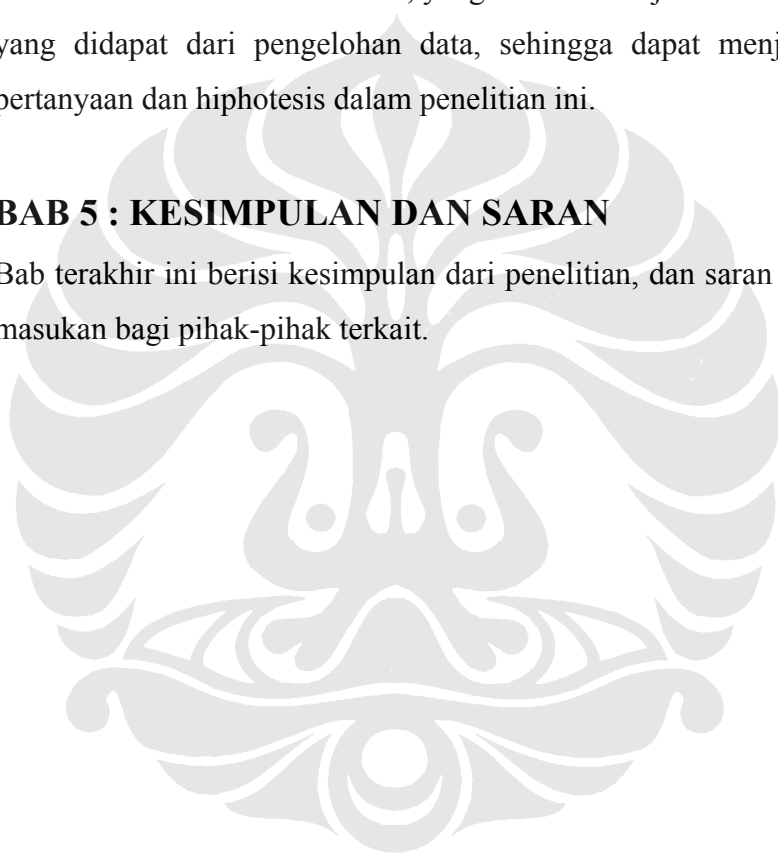 yang didapat dari pengelohan data, sehingga dapat
pertanyaan dan hiphotesis dalam penelitian ini.
BAB 5 : KESIMPULAN DAN SARAN
Bab terakhir ini berisi kesimpulan dari penelitian, dan saran
masukan bagi pihak-pihak terkait.